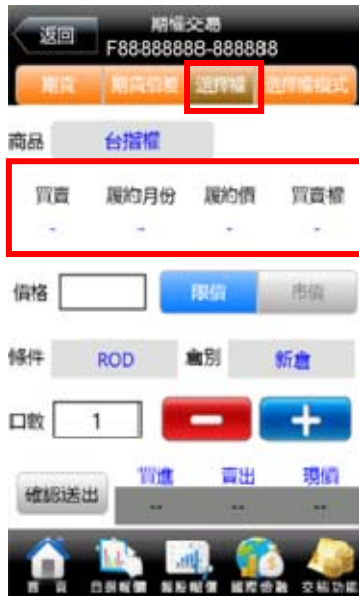 返回
期權交易
F88-888888-888888
期貨 期貨價差 選擇權 選擇權複式
商品 台指權
買賣 履約月份 履約價 買賣權
- - - -
價格 限價 市價
條件 ROD 倉別 新倉
口數 1 - +
買進 賣出 現價
確認送出 -- -- --
首頁 自選報價 類股報價 國際金融 交易功能